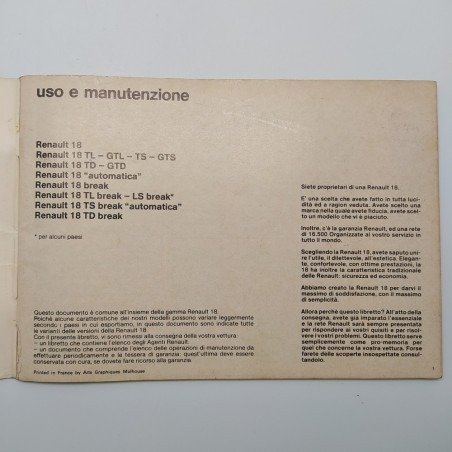 uso e manutenzione
Renault 18
Renault 18 TL – GTL – TS – GTS
Renault 18 TD – GTD
Renault 18 "automatica"
Renault 18 break
Renault 18 TL break – LS break*
Renault 18 TS break "automatica"
Renault 18 TD break
* per alcuni paesi
Questo documento è comune all'insieme della gamma Renault 18.
Poiché alcune caratteristiche dei nostri modelli possono variare leggermente
secondo i paesi in cui esportiamo, in questo documento sono indicate tutte
le varianti delle versioni della Renault 18.
Con il presente libretto, vi sono rimessi alla consegna della vostra vettura:
– un libretto che contiene l'elenco degli Agenti Renault.
– un documento che comprende l'elenco delle operazioni di manutenzione da
effettuare periodicamente e la tessera di garanzia: quest'ultima deve essere
conservata con cura, se dovete fare ricorso alla garanzia.
Printed in France by Arts Graphiques Mulhouse
Siete proprietari di una Renault 18.
E' una scelta che avete fatto in tutta luci-
dità ed a ragion veduta. Avete scelto una
marca nella quale avete fiducia, avete scel-
to un modello che vi è piaciuto.
Inoltre, c'è la garanzia Renault, ed una rete
di 16.500 Organizzate al vostro servizio in
tutto il mondo.
Scegliendo la Renault 18, avete saputo uni-
re l'utile, il dilettevole, all'estetica. Elegan-
te, confortevole, con ottime prestazioni, la
18 ha inoltre la caratteristica tradizionale
delle Renault: sicurezza ed economia.
Abbiamo creato la Renault 18 per darvi il
massimo di soddisfazione, con il massimo
di semplicità.
Allora perché questo libretto? All'atto della
consegna, avete già imparato l'essenziale
e la rete Renault sarà sempre presentata
per rispondere ai vostri quisiti e per risol-
vere i vostri problemi. Questo libretto serve
semplicemente come pro-memoria per
quel che concerne la vostra vettura. Forse
farete delle scoperte insospettate consul-
tandolo.
1